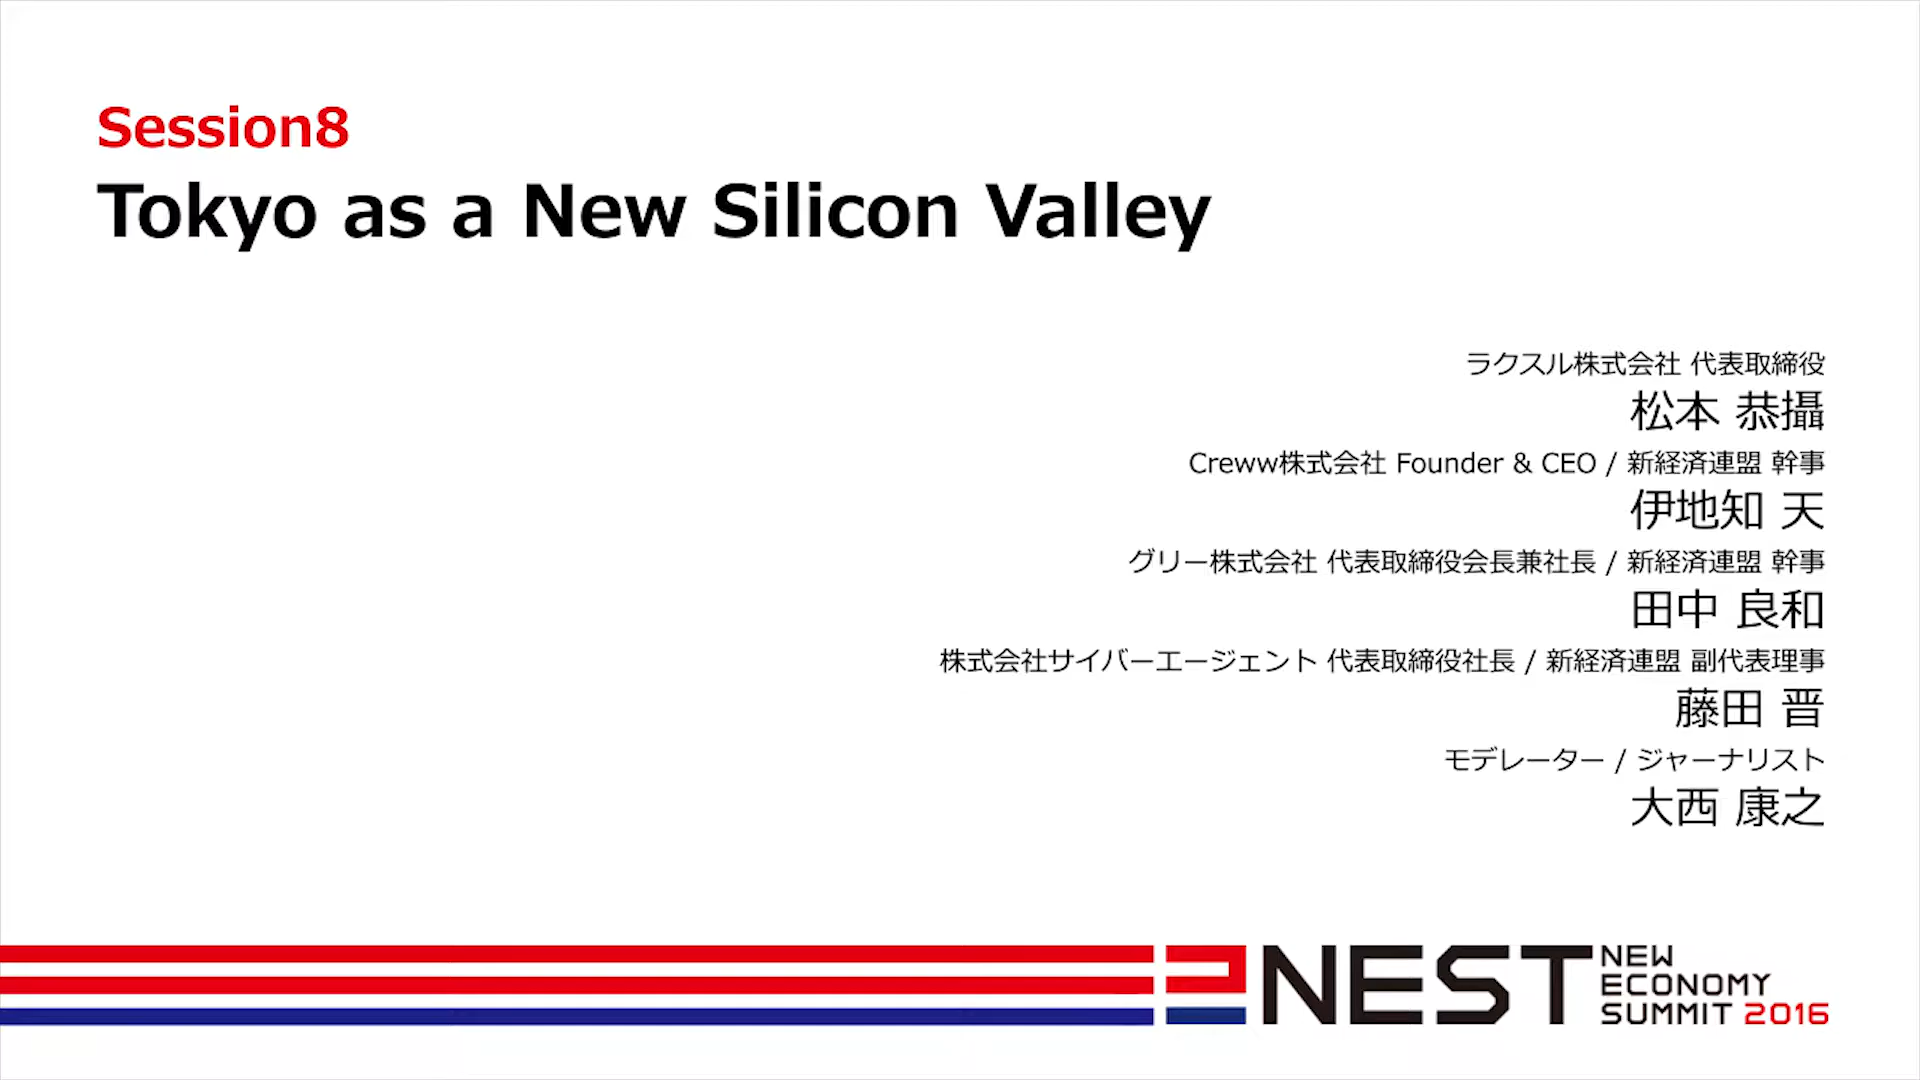 Session8
Tokyo as a New Silicon Valley
ラクスル株式会社 代表取締役
松本 恭攝
Creww株式会社 Founder & CEO / 新経済連盟 幹事
伊地知 天
グリー株式会社 代表取締役会長兼社長 / 新経済連盟 幹事
田中 良和
株式会社サイバーエージェント 代表取締役社長 / 新経済連盟 副代表理事
藤田 晋
モデレーター / ジャーナリスト
大西 康之
NEST
NEW
ECONOMY
SUMMIT 2016